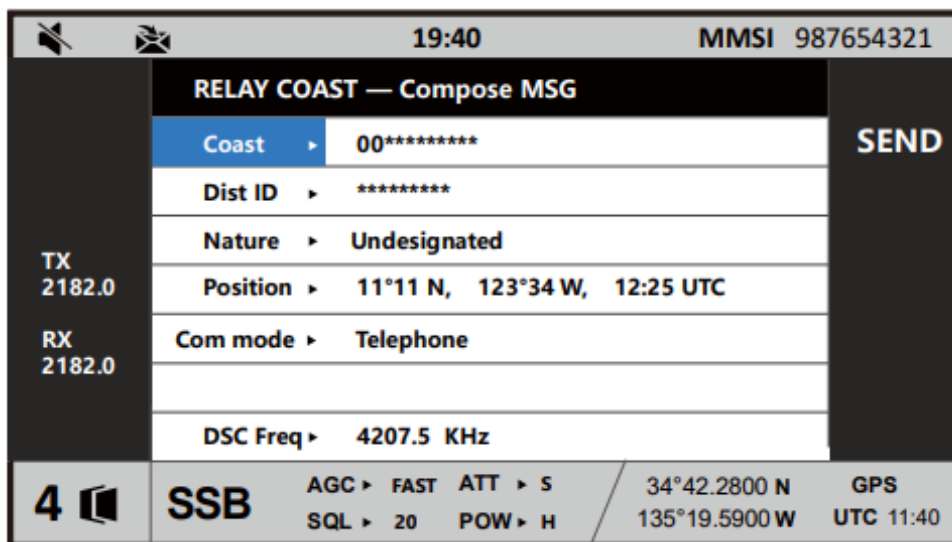 19:40 MMSI 987654321
RELAY COAST — Compose MSG
Coast ▸ 00*********
SEND
Dist ID ▸ *********
Nature ▸ Undesignated
TX
2182.0
Position ▸ 11°11 N, 123°34 W, 12:25 UTC
RX
2182.0
Com mode ▸ Telephone
DSC Freq ▸ 4207.5 KHz
4 SSB
AGC ▸ FAST ATT ▸ S
SQL ▸ 20 POW ▸ H
34°42.2800 N
135°19.5900 W
GPS
UTC 11:40